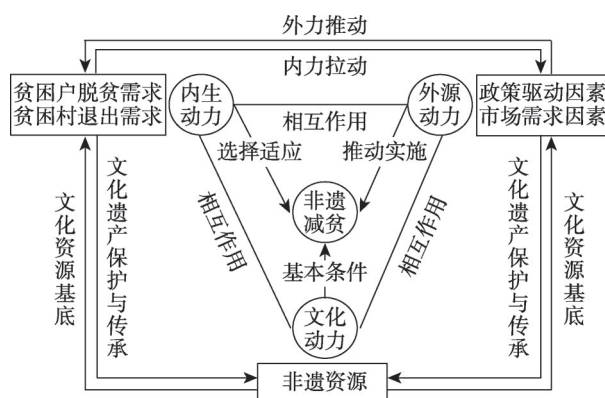 外力推动
内力拉动
贫困户脱贫需求
贫困村退出需求
内生
动力
外源
动力
政策驱动因素
市场需求因素
相互作用
选择适应
推动实施
非遗
减贫
相互作用
相互作用
基本条件
文化
动力
文化资源基底
文化遗产保护与传承
文化遗产保护与传承
文化资源基底
非遗资源